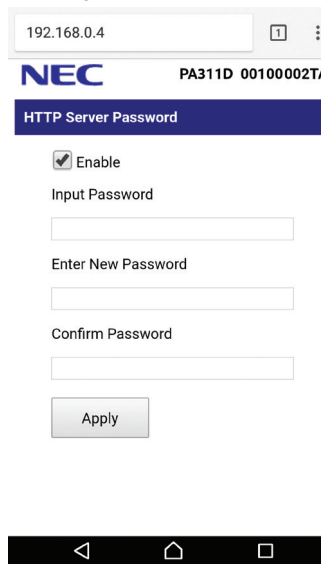 192.168.0.4 1
NEC PA311D 00100002TA
HTTP Server Password
Enable
Input Password
Enter New Password
Confirm Password
Apply